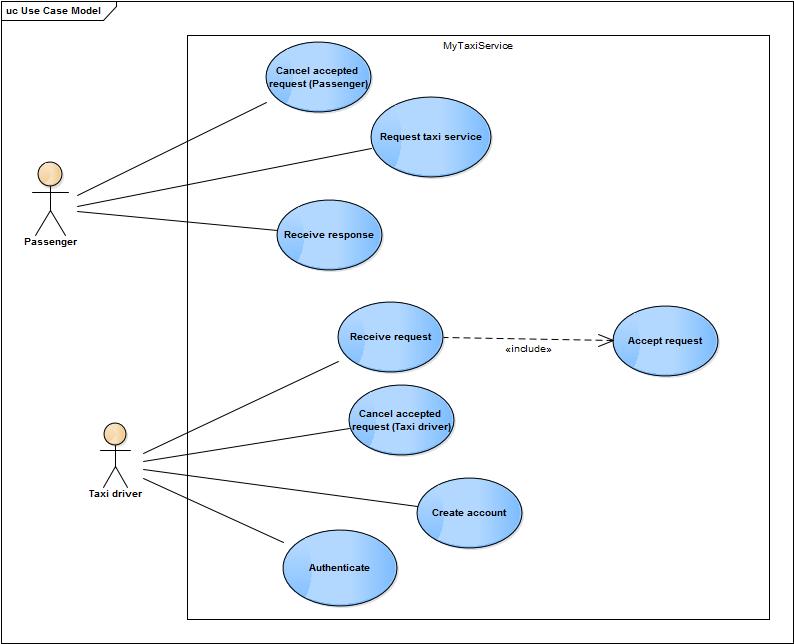 uc Use Case Model
MyTaxiService
Cancel accepted
request (Passenger)
Request taxi service
Passenger
Receive response
Receive request
«include»
Accept request
Cancel accepted
request (Taxi driver)
Taxi driver
Create account
Authenticate